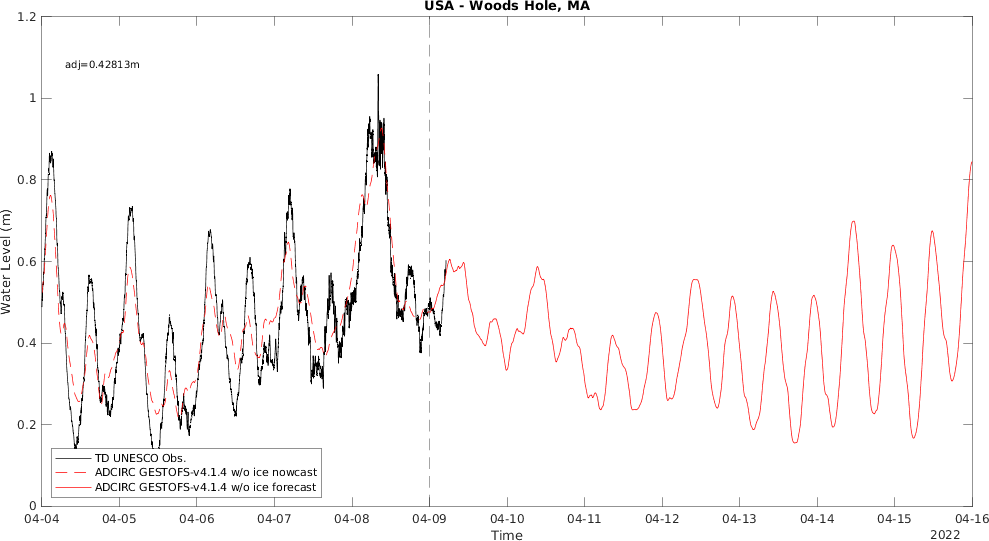 USA - Woods Hole, MA
1.2
adj=0.42813m
1
0.8
0.6
0.4
0.2
0
Water Level (m)
TD UNESCO Obs.
ADCIRC GESTOFS-v4.1.4 w/o ice nowcast
ADCIRC GESTOFS-v4.1.4 w/o ice forecast
04-04 04-05 04-06 04-07 04-08 04-09 04-10 04-11 04-12 04-13 04-14 04-15 04-16
Time
2022